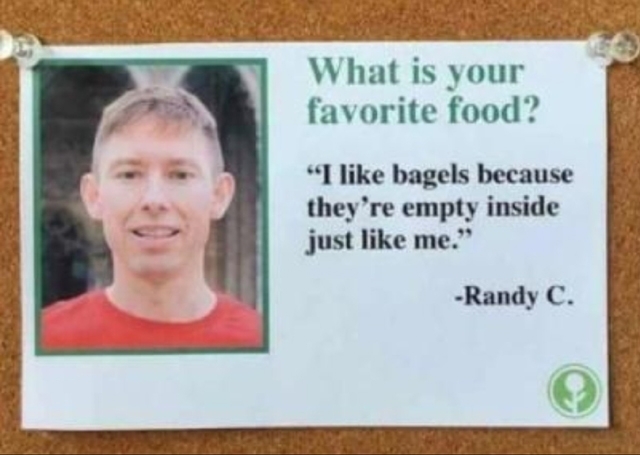 What is your
favorite food?
“I like bagels because
they’re empty inside
just like me.”
-Randy C.